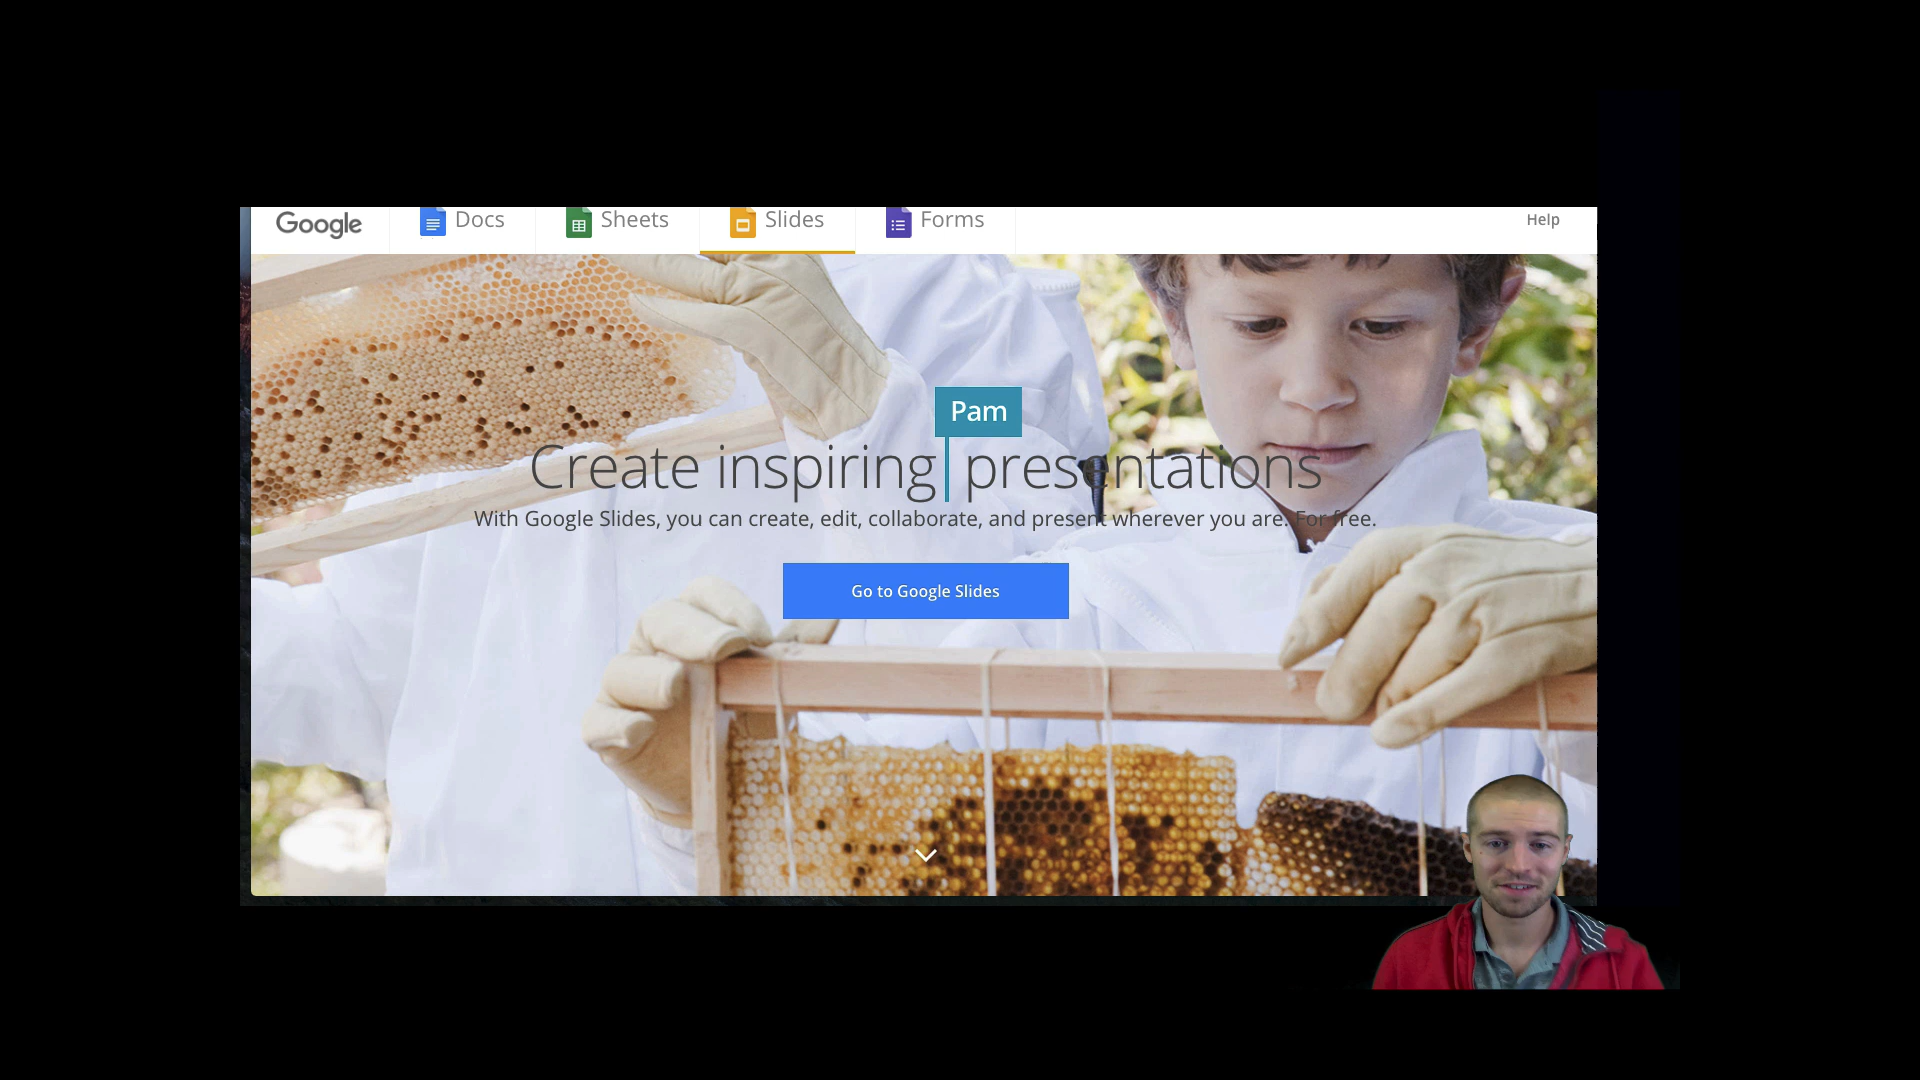 Google Docs Sheets Slides Forms Help
Pam
Create inspiring presentations
With Google Slides, you can create, edit, collaborate, and present wherever you are. For free.
Go to Google Slides